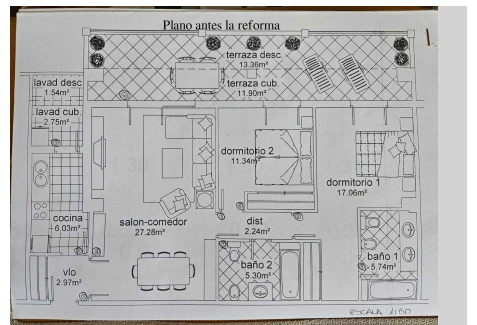 Plano antes la reforma
terraza desc.
13.36m²
terraza cub.
11.90m²
lavad desc
1.54m²
lavad cub.
2.75m²
dormitorio 2
11.34m²
dormitorio 1
17.06m²
cocina
6.03m²
salon-comedor
27.28m²
dist
2.24m²
baño 1
5.74m²
baño 2
5.30m²
vlo
2.97m²
ESCALA 1/50